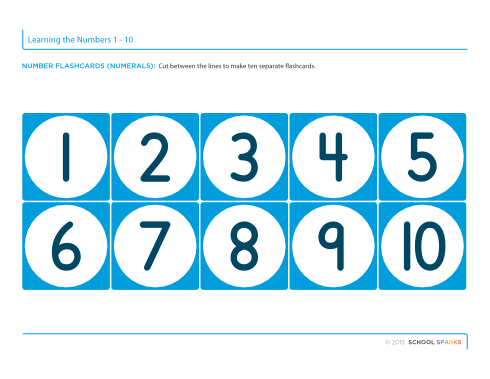 Learning the Numbers 1 - 10
NUMBER FLASHCARDS (NUMERALS): Cut between the lines to make ten separate flashcards.
1 2 3 4 5
6 7 8 9 10
© 2013 SCHOOL SPARKS